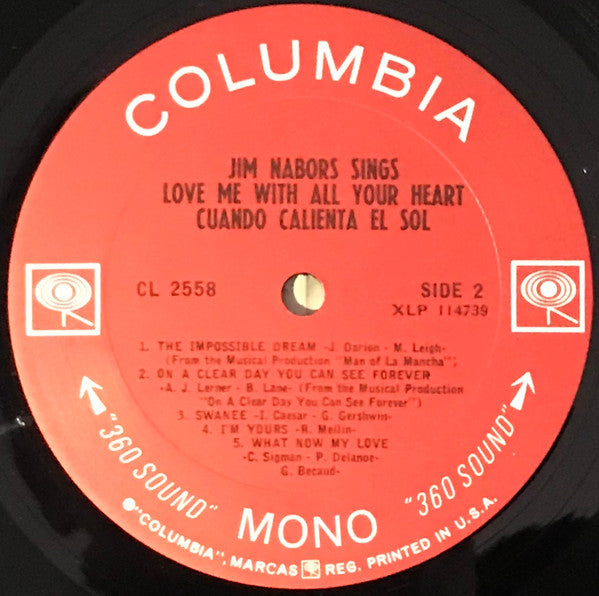 COLUMBIA
JIM NABORS SINGS
LOVE ME WITH ALL YOUR HEART
CUANDO CALIENTA EL SOL
CL 2558
SIDE 2
XLP 114739
1. THE IMPOSSIBLE DREAM -J. Darion - M. Leigh-
(From the Musical Production "Man of La Mancha",
2. ON A CLEAR DAY YOU CAN SEE FOREVER
-A. J. Lerner - B. Lane- (From the Musical Production
"On A Clear Day You Can See Forever")
3. SWANEE -I. Caesar - G. Gershwin-
4. I'M YOURS -R. Mellin-
5. WHAT NOW MY LOVE
-C. Sigman - P. Delanoe-
G. Becaud-
"360 SOUND"
MONO
"360 SOUND"
"COLUMBIA", MARCAS REG. PRINTED IN U.S.A.